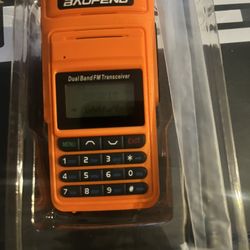 BAOFENG
Dual Band FM Transceiver
MENU EXIT
1 2 3 *
4 5 6 0
7 8 9 #